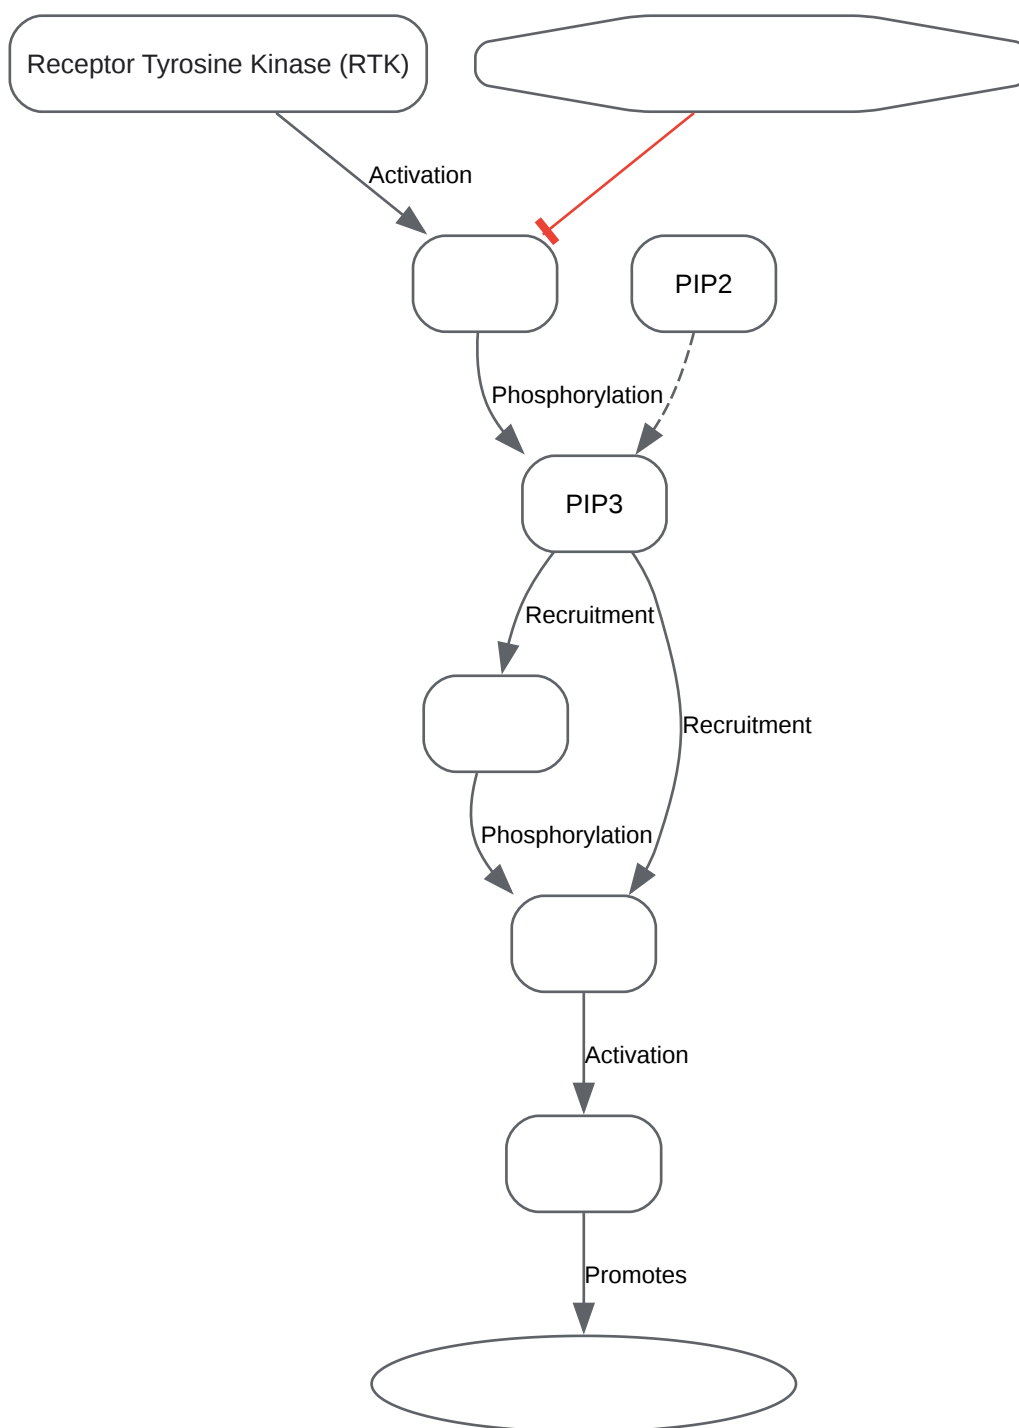 Receptor Tyrosine Kinase (RTK)
Activation
PIP2
Phosphorylation
PIP3
Recruitment
Recruitment
Phosphorylation
Activation
Promotes